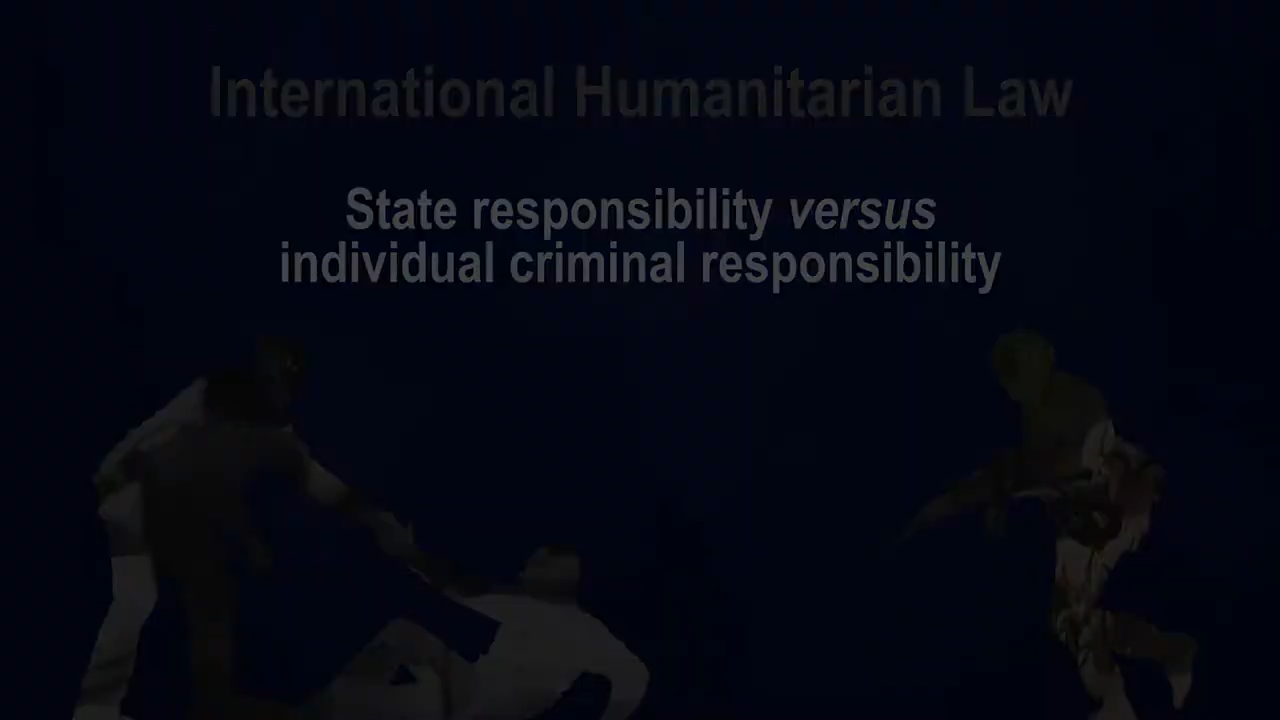 International Humanitarian Law
State responsibility versus
individual criminal responsibility